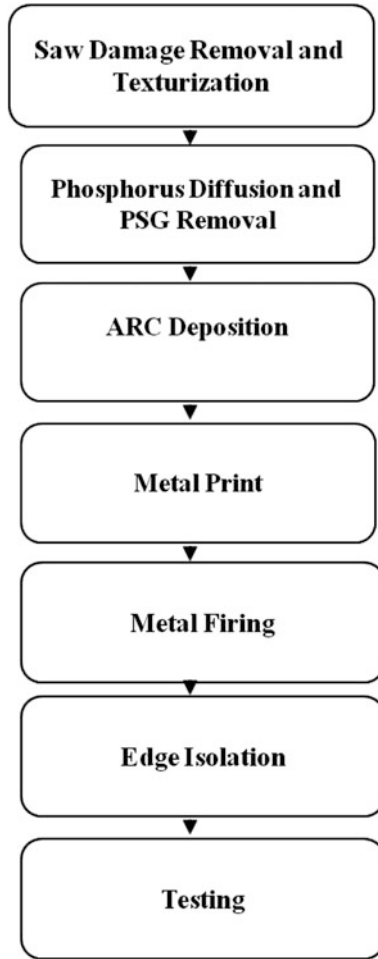 Saw Damage Removal and
Texturization
Phosphorus Diffusion and
PSG Removal
ARC Deposition
Metal Print
Metal Firing
Edge Isolation
Testing